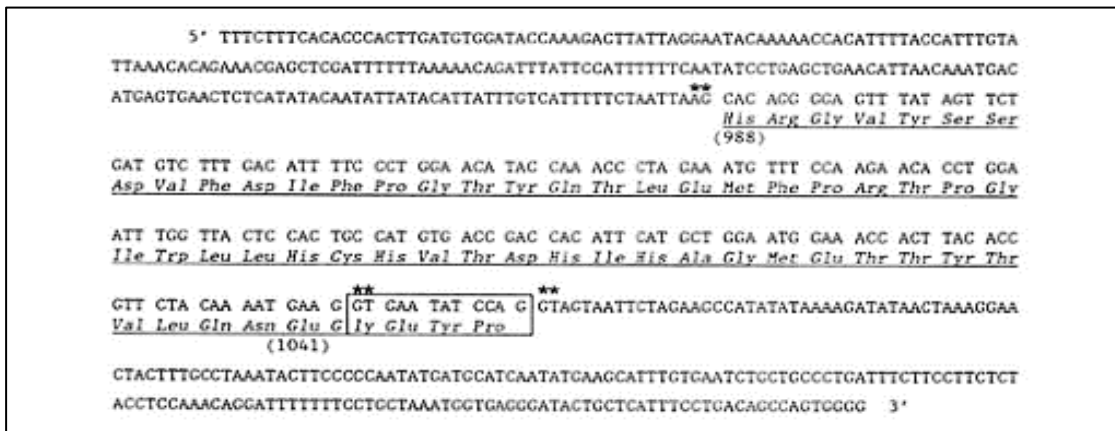 5' TTTCTTTCACACCCACTTGATGTGGATACCAAAGAGTTATTAGGAATACAAAAACCACATTTTACCATTTGTA
TTAAACACAGAAACGAGCTCGATTTTTTAAAAACAGATTTATTCCATTTTTTCAATATCCTGAGCTGAACATTAACAAATGAC
**
ATGAGTGAACTCTCATATACAATATTATACATTATTTGTCATTTTTCTAATTAAG CAC AGG GGA GTT TAT AGT TCT
His Arg Gly Val Tyr Ser Ser
(988)
GAT GTC TTT GAC ATT TTC CCT GGA ACA TAC CAA ACC CTA GAA ATG TTT CCA AGA ACA CCT GGA
Asp Val Phe Asp Ile Phe Pro Gly Thr Tyr Gln Thr Leu Glu Met Phe Pro Arg Thr Pro Gly
ATT TGG TTA CTC CAC TGC CAT GTG ACC GAC CAC ATT CAT GCT GGA ATG GAA ACC ACT TAC ACC
Ile Trp Leu Leu His Cys His Val Thr Asp His Ile His Ala Gly Met Glu Thr Thr Tyr Thr
** **
GTT CTA CAA AAT GAA G GT GAA TAT CCA G GTAGTAATTCTAGAAGCCATATATAAAAGATATAACTAAAGGAA
Val Leu Gln Asn Glu G ly Glu Tyr Pro
(1041)
CTACTTTGCCTAAATACTTCCCCCAATATGATGCATCAATATGAAGCATTTGTGAATCTGCTGCCCTGATTTCTTCCTTCTCT
ACCTCCAAACAGGATTTTTTTCCTGCTAAATGGTGAGGGATACTGCTCATTTCCTGACAGCCAGTGGGG 3'